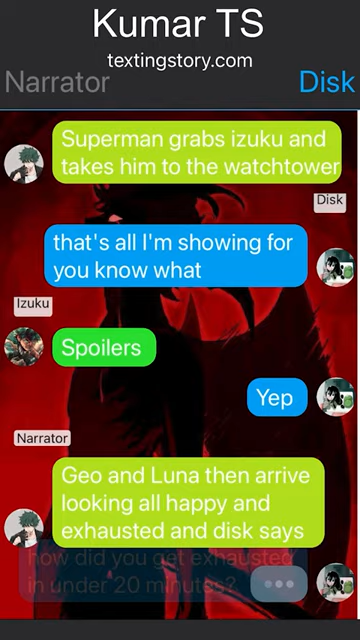 Kumar TS
textingstory.com
Narrator
Disk
Superman grabs izuku and
takes him to the watchtower
Disk
that's all I'm showing for
you know what
Izuku
Spoilers
Yep
Narrator
Geo and Luna then arrive
looking all happy and
exhausted and disk says
how did you get exhausted
in under 20 minutes?